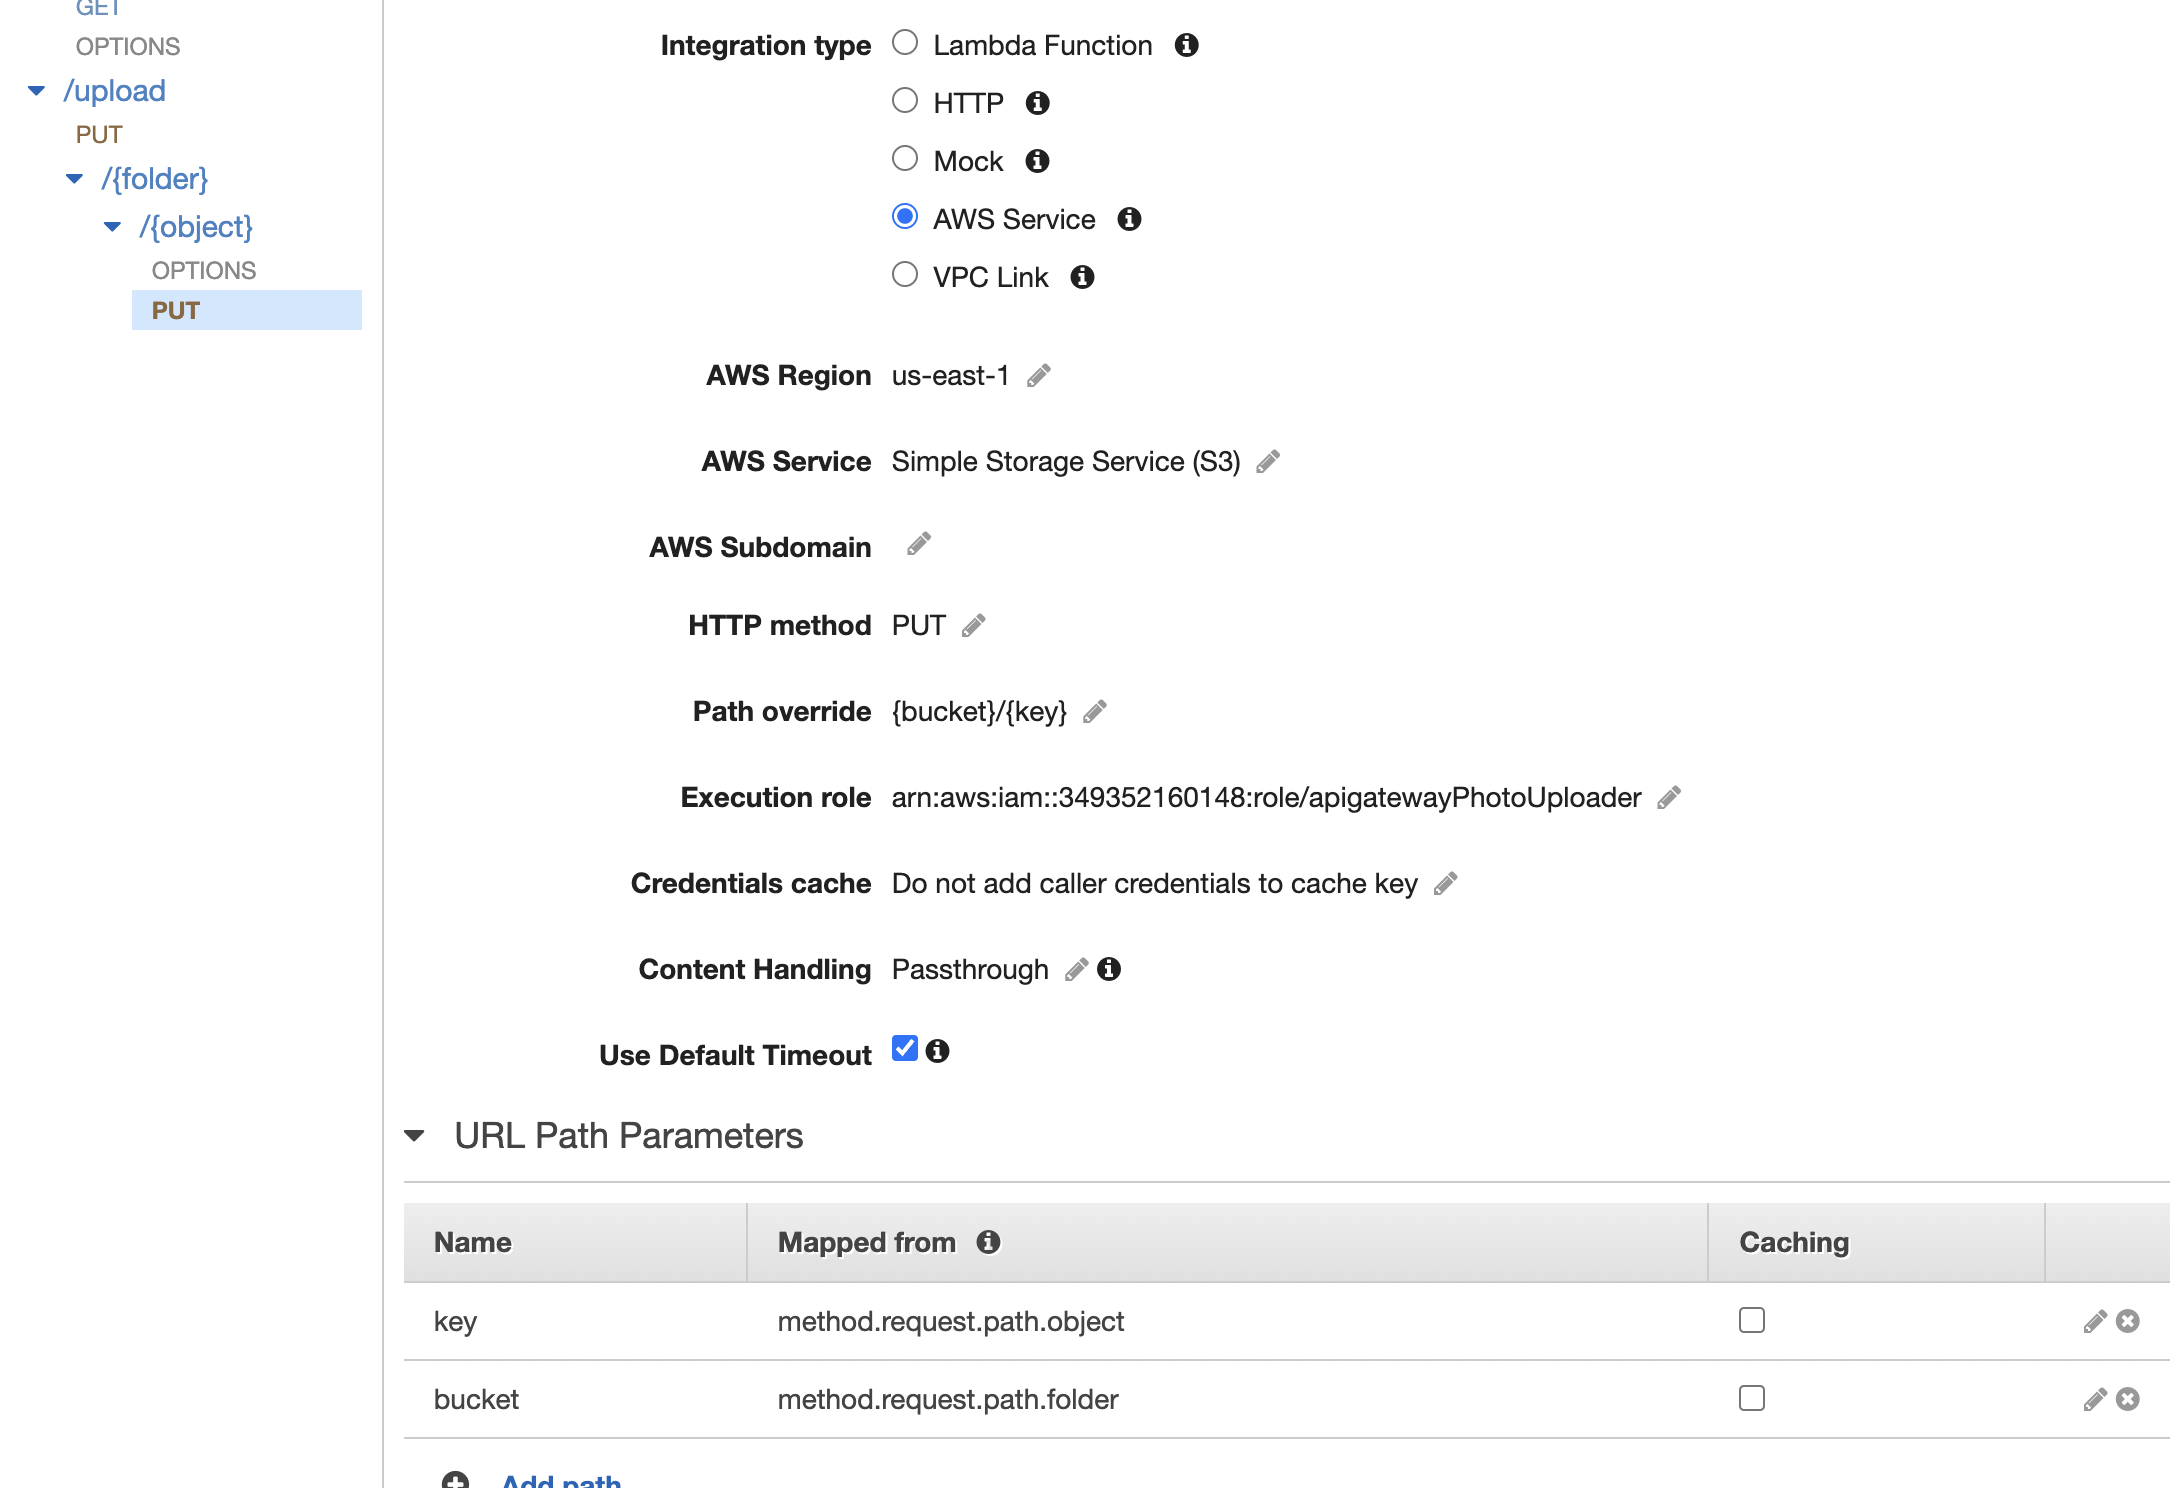 GET
OPTIONS
/upload
PUT
/{folder}
/{object}
OPTIONS
PUT
Integration type Lambda Function
HTTP
Mock
AWS Service
VPC Link
AWS Region us-east-1
AWS Service Simple Storage Service (S3)
AWS Subdomain
HTTP method PUT
Path override {bucket}/{key}
Execution role arn:aws:iam::349352160148:role/apigatewayPhotoUploader
Credentials cache Do not add caller credentials to cache key
Content Handling Passthrough
Use Default Timeout
URL Path Parameters
Name Mapped from Caching
key method.request.path.object
bucket method.request.path.folder
Add path